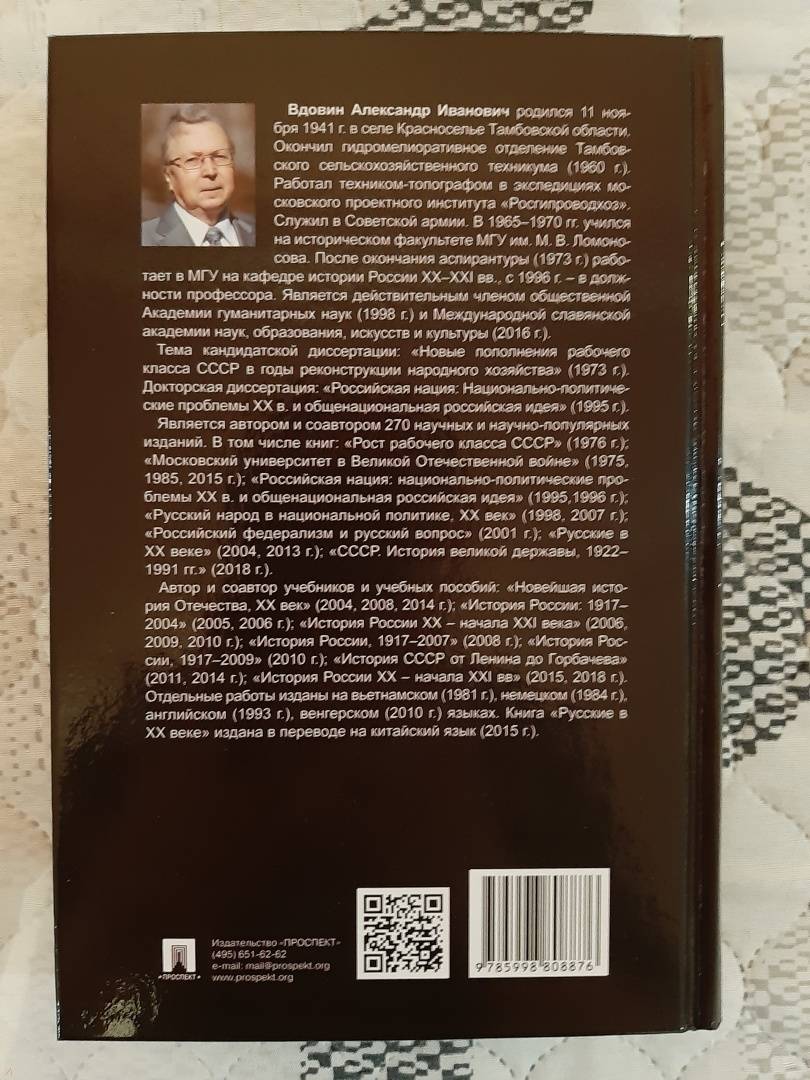 Вдовин Александр Иванович родился 11 ноя-
бря 1941 г. в селе Красноселье Тамбовской области.
Окончил гидромелиоративное отделение Тамбов-
ского сельскохозяйственного техникума (1960 г.).
Работал техником-топографом в экспедициях мо-
сковского проектного института «Росгипроводхоз».
Служил в Советской армии. В 1965–1970 гг. учился
на историческом факультете МГУ им. М. В. Ломоно-
сова. После окончания аспирантуры (1973 г.) рабо-
тает в МГУ на кафедре истории России XX–XXI вв., с 1996 г. – в долж-
ности профессора. Является действительным членом общественной
Академии гуманитарных наук (1998 г.) и Международной славянской
академии наук, образования, искусств и культуры (2016 г.).
Тема кандидатской диссертации: «Новые пополнения рабочего
класса СССР в годы реконструкции народного хозяйства» (1973 г.).
Докторская диссертация: «Российская нация: Национально-политиче-
ские проблемы XX в. и общенациональная российская идея» (1995 г.).
Является автором и соавтором 270 научных и научно-популярных
изданий. В том числе книг: «Рост рабочего класса СССР» (1976 г.);
«Московский университет в Великой Отечественной войне» (1975,
1985, 2015 г.); «Российская нация: национально-политические про-
блемы XX в. и общенациональная российская идея» (1995,1996 г.);
«Русский народ в национальной политике, XX век» (1998, 2007 г.);
«Российский федерализм и русский вопрос» (2001 г.); «Русские в
XX веке» (2004, 2013 г.); «СССР. История великой державы, 1922–
1991 гг.» (2018 г.).
Автор и соавтор учебников и учебных пособий: «Новейшая исто-
рия Отечества, XX век» (2004, 2008, 2014 г.); «История России: 1917–
2004» (2005, 2006 г.); «История России XX – начала XXI века» (2006,
2009, 2010 г.); «История России, 1917–2007» (2008 г.); «История Рос-
сии, 1917–2009» (2010 г.); «История СССР от Ленина до Горбачева»
(2011, 2014 г.); «История России XX – начала XXI вв» (2015, 2018 г.).
Отдельные работы изданы на вьетнамском (1981 г.), немецком (1984 г.),
английском (1993 г.), венгерском (2010 г.) языках. Книга «Русские в
XX веке» издана в переводе на китайский язык (2015 г.).
«ПРОСПЕКТ»
Издательство «ПРОСПЕКТ»
(495) 651-62-62
e-mail: mail@prospekt.org
www.prospekt.org
9 785998 808876